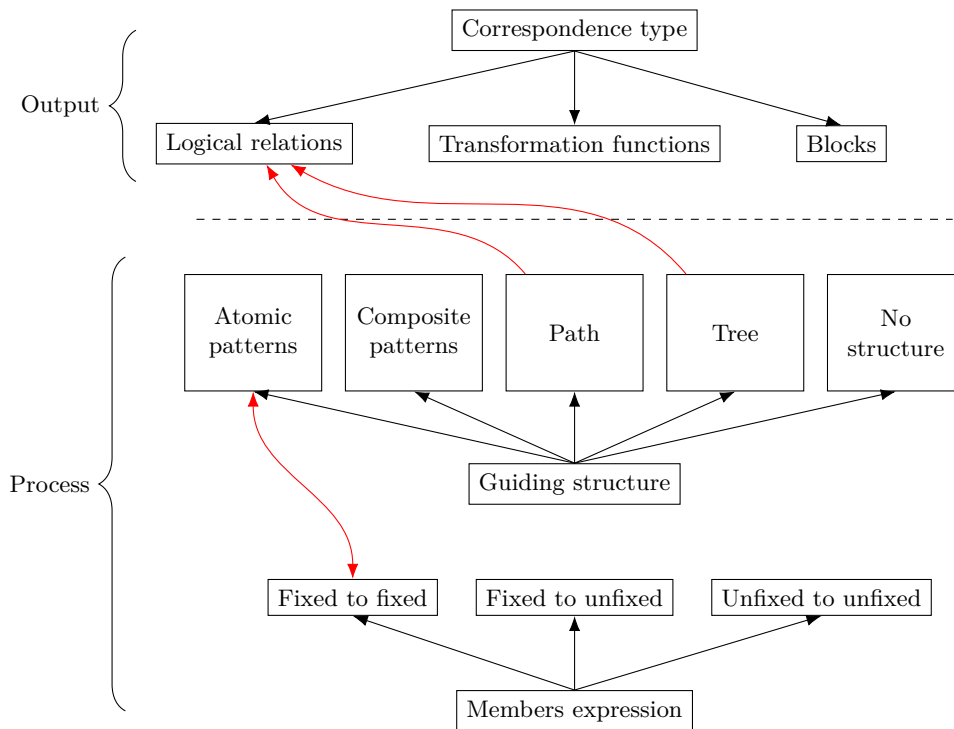 Correspondence type
Output
Logical relations
Transformation functions
Blocks
Atomic
patterns
Composite
patterns
Path
Tree
No
structure
Process
Guiding structure
Fixed to fixed
Fixed to unfixed
Unfixed to unfixed
Members expression